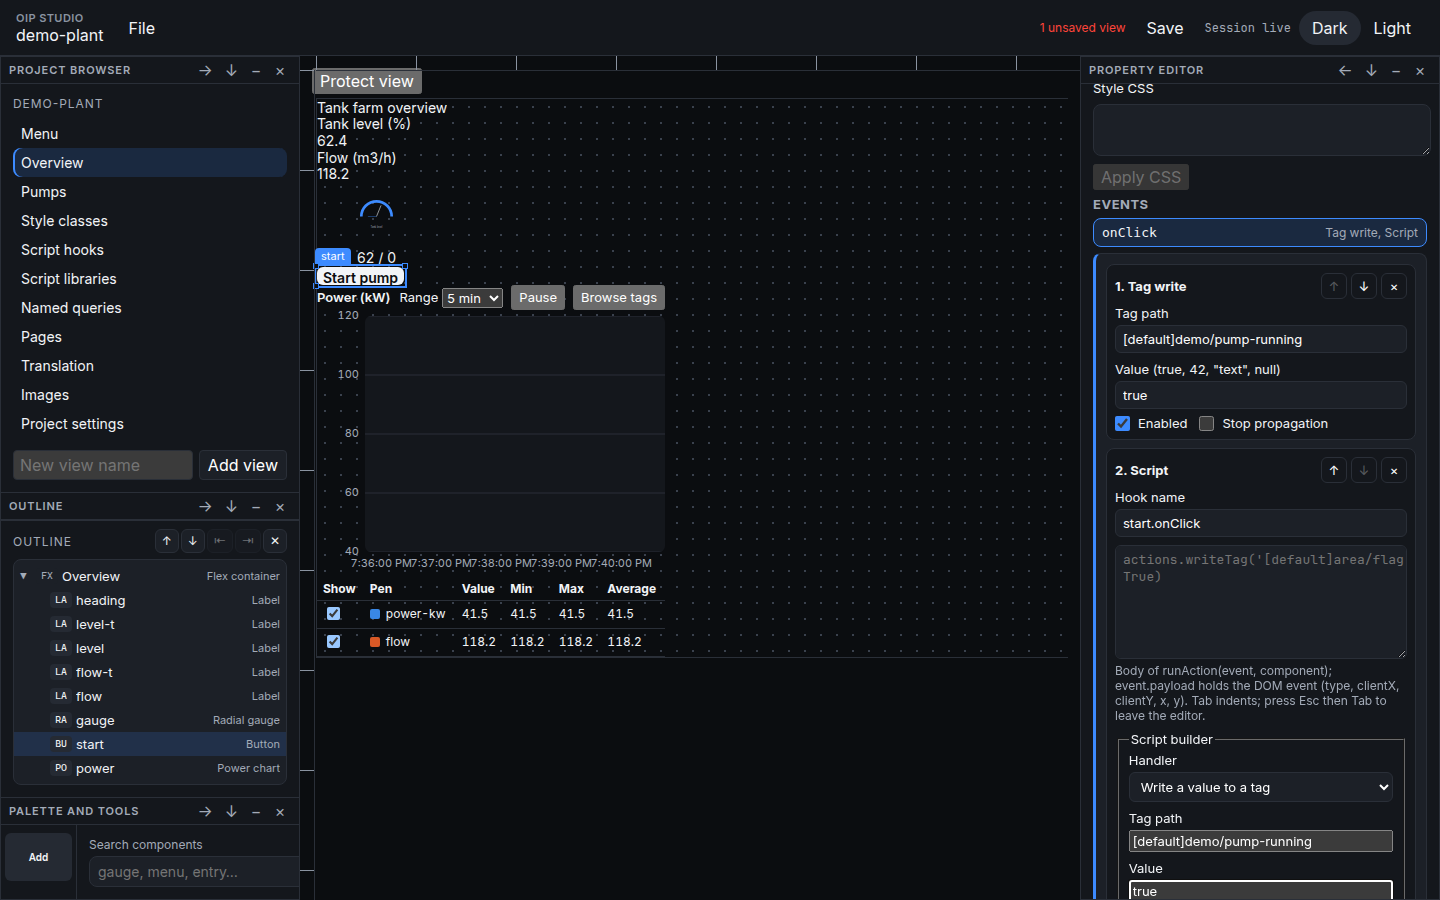 OIP STUDIO
demo-plant
File
1 unsaved view
Save
Session live
Dark
Light
PROJECT BROWSER
DEMO-PLANT
Menu
Overview
Pumps
Style classes
Script hooks
Script libraries
Named queries
Pages
Translation
Images
Project settings
New view name
Add view
OUTLINE
OUTLINE
FX Overview Flex container
LA heading Label
LA level-t Label
LA level Label
LA flow-t Label
LA flow Label
RA gauge Radial gauge
BU start Button
PO power Power chart
PALETTE AND TOOLS
Add
Search components
gauge, menu, entry...
Protect view
Tank farm overview
Tank level (%)
62.4
Flow (m3/h)
118.2
start
62 / 0
Start pump
Power (kW) Range 5 min Pause Browse tags
120
100
80
60
40
7:36:00 PM 7:37:00 PM 7:38:00 PM 7:39:00 PM 7:40:00 PM
Show Pen Value Min Max Average
power-kw 41.5 41.5 41.5 41.5
flow 118.2 118.2 118.2 118.2
PROPERTY EDITOR
Style CSS
Apply CSS
EVENTS
onClick Tag write, Script
1. Tag write
Tag path
[default]demo/pump-running
Value (true, 42, "text", null)
true
Enabled Stop propagation
2. Script
Hook name
start.onClick
actions.writeTag('[default]area/flag
True)
Body of runAction(event, component);
event.payload holds the DOM event (type, clientX,
clientY, x, y). Tab indents; press Esc then Tab to
leave the editor.
Script builder
Handler
Write a value to a tag
Tag path
[default]demo/pump-running
Value
true